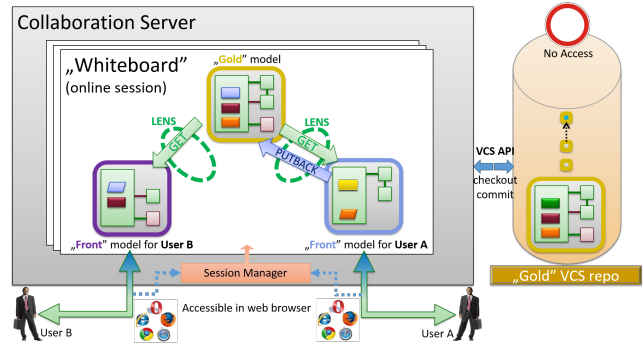 Collaboration Server
No Access
„Whiteboard”
(online session)
„Gold” model
LENS
GET
LENS
GET
PUTBACK
VCS API
checkout
commit
„Front” model for User B
„Front” model for User A
Session Manager
„Gold” VCS repo
Accessible in web browser
User B
User A